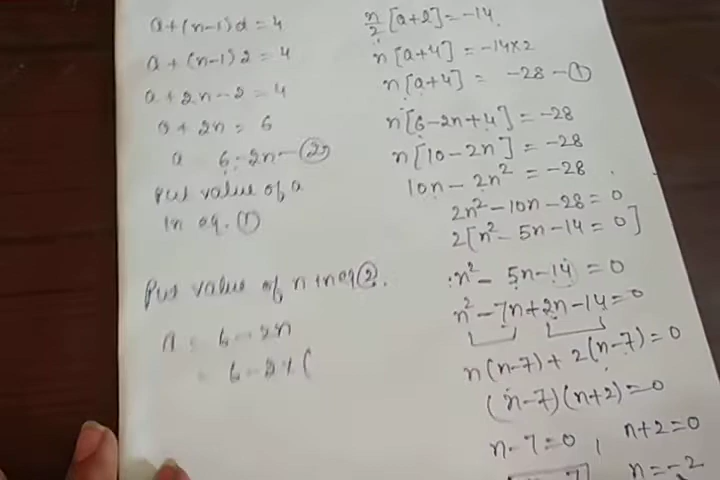 a+(n-1)d=4
a+(n-1)2=4
a+2n-2=4
a+2n=6
a 6-2n-②
Put value of a
in eq. ①
Put value of n in eq ②.
a = 6-2n
= 6-2×(
n/2[a+l]=-14
n[a+4] = -14×2
n[a+4] = -28 -①
n[6-2n+4]=-28
n[10-2n]=-28
10n-2n²=-28
2n²-10n-28=0
2[n²-5n-14=0]
n²-5n-14=0
n²-7n+2n-14=0
n(n-7)+2(n-7)=0
(n-7)(n+2)=0
n-7=0, n+2=0
n=-2